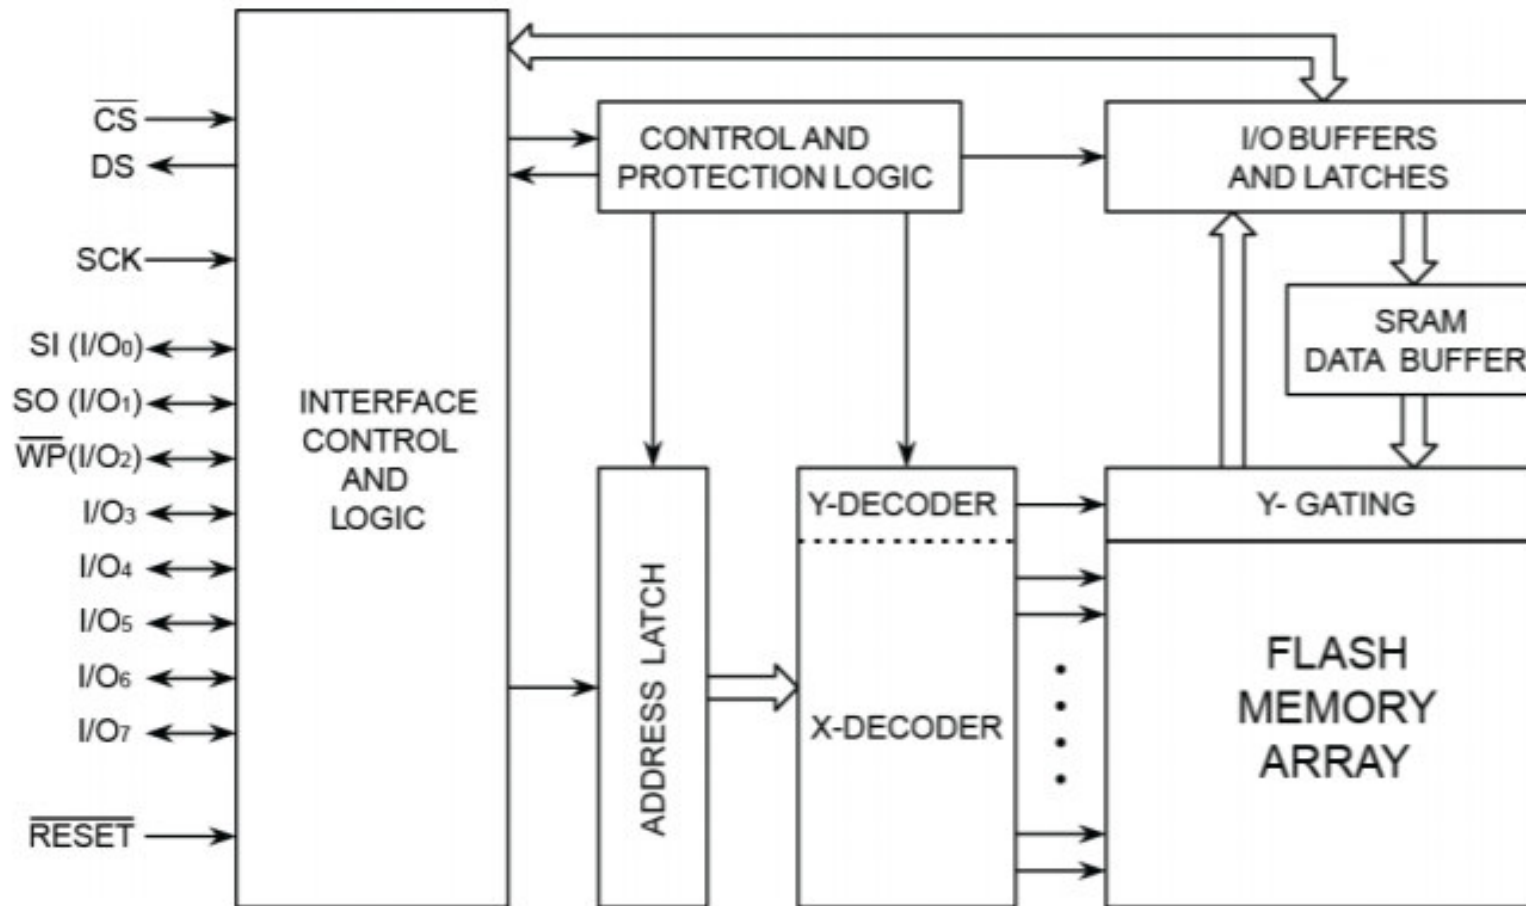 CS
DS
SCK
SI (I/O0)
SO (I/O1)
WP(I/O2)
I/O3
I/O4
I/O5
I/O6
I/O7
RESET
INTERFACE
CONTROL
AND
LOGIC
CONTROL AND
PROTECTION LOGIC
I/O BUFFERS
AND LATCHES
SRAM
DATA BUFFER
ADDRESS LATCH
Y-DECODER
X-DECODER
Y- GATING
FLASH
MEMORY
ARRAY